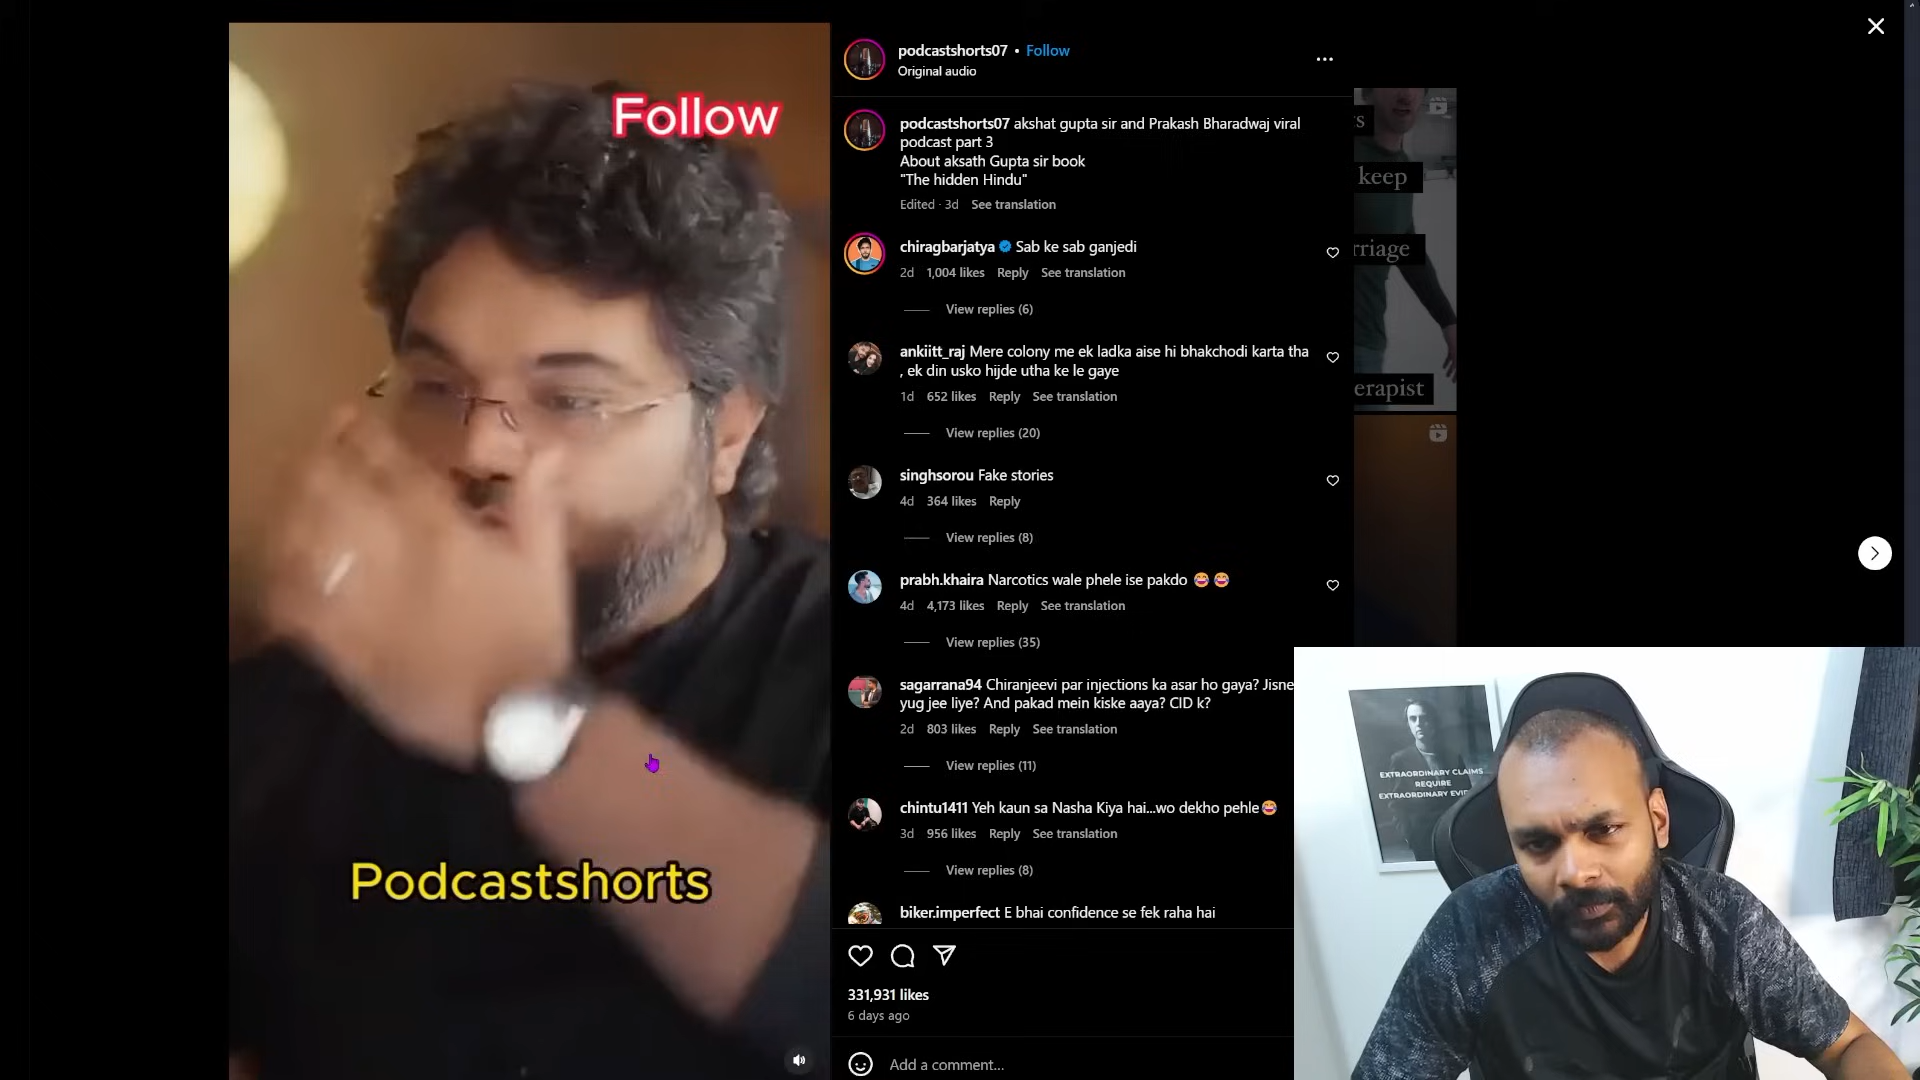 Follow
Podcastshorts
podcastshorts07 • Follow
Original audio
podcastshorts07 akshat gupta sir and Prakash Bharadwaj viral
podcast part 3
About aksath Gupta sir book
"The hidden Hindu"
Edited · 3d See translation
chiragbarjatya Sab ke sab ganjedi
2d 1,004 likes Reply See translation
View replies (6)
ankiitt_raj Mere colony me ek ladka aise hi bhakchodi karta tha
, ek din usko hijde utha ke le gaye
1d 652 likes Reply See translation
View replies (20)
singhsorou Fake stories
4d 364 likes Reply
View replies (8)
prabh.khaira Narcotics wale phele ise pakdo 😂😂
4d 4,173 likes Reply See translation
View replies (35)
sagarrana94 Chiranjeevi par injections ka asar ho gaya? Jisne
yug jee liye? And pakad mein kiske aaya? CID k?
2d 803 likes Reply See translation
View replies (11)
chintu1411 Yeh kaun sa Nasha Kiya hai...wo dekho pehle😂
3d 956 likes Reply See translation
View replies (8)
biker.imperfect E bhai confidence se fek raha hai
331,931 likes
6 days ago
Add a comment...
keep
EXTRAORDINARY CLAIMS
REQUIRE
EXTRAORDINARY